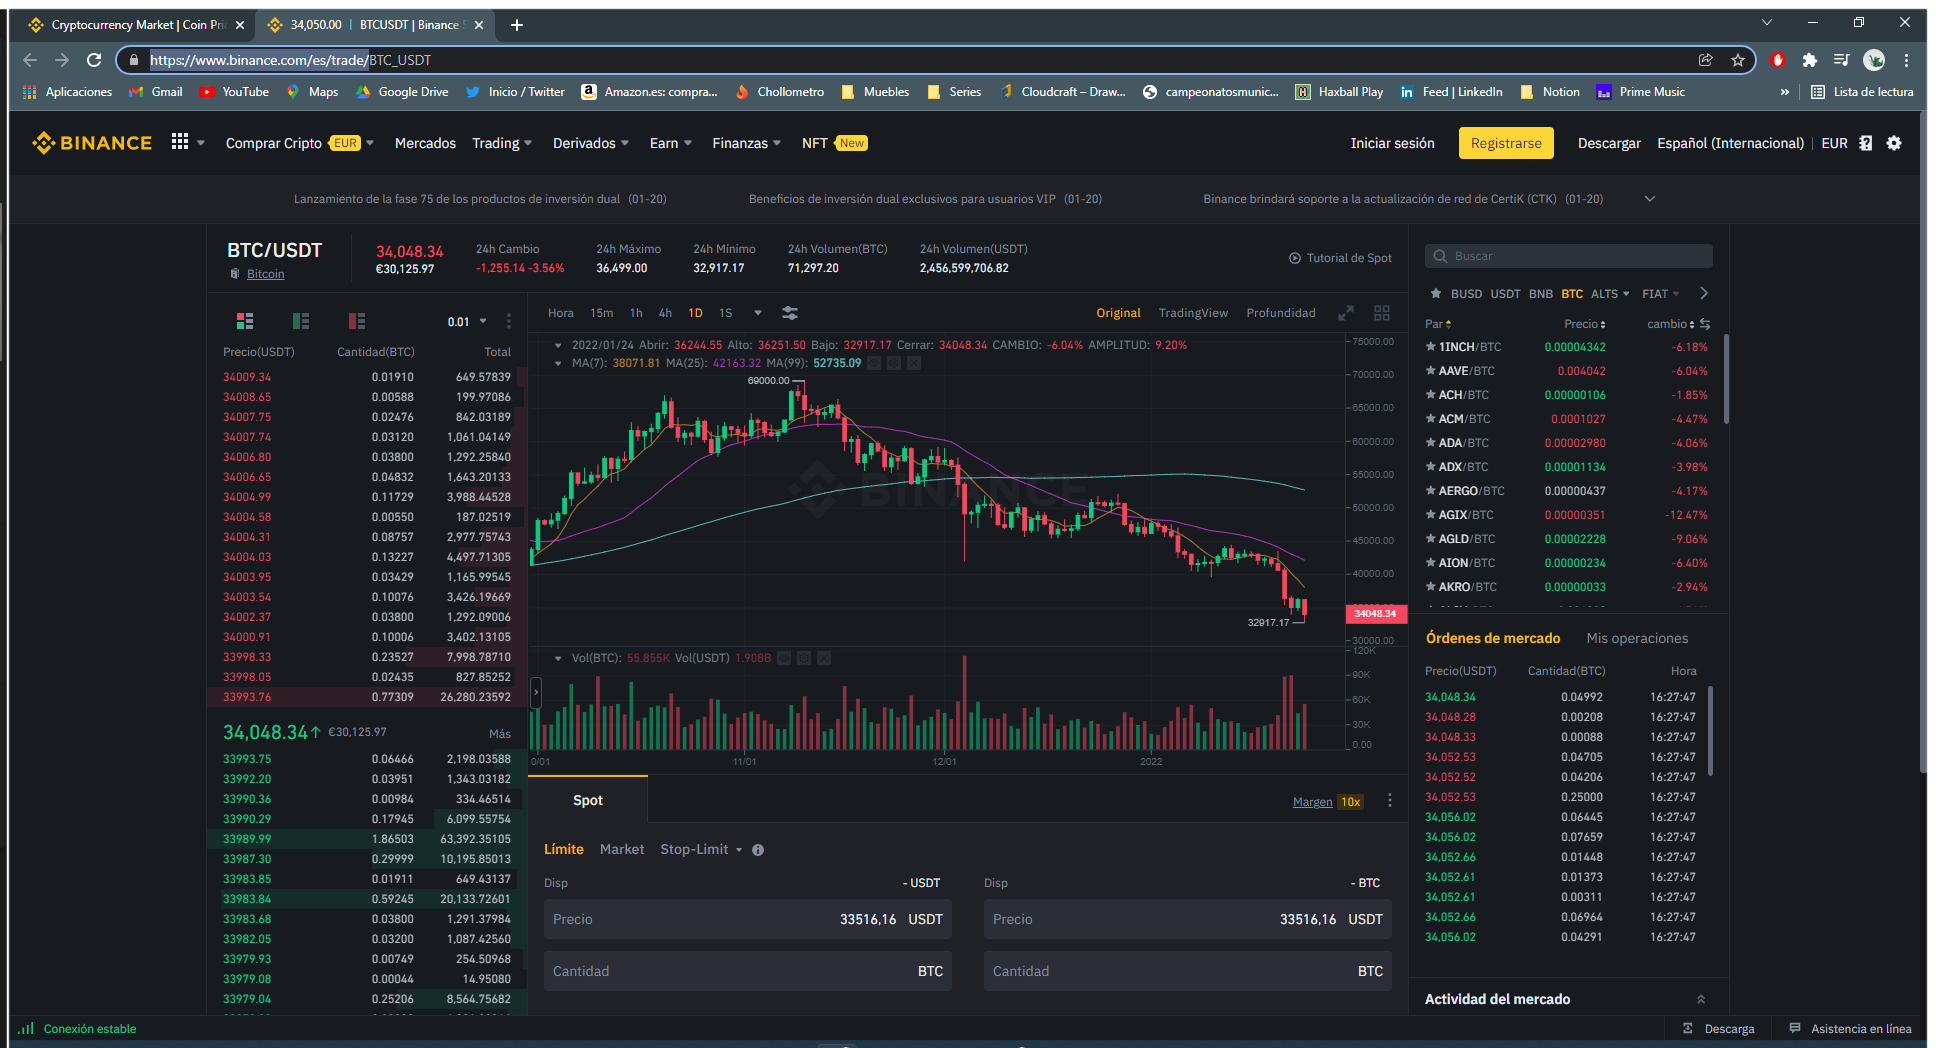 Cryptocurrency Market | Coin Pri
34,050.00 | BTCUSDT | Binance S
https://www.binance.com/es/trade/BTC_USDT
Aplicaciones Gmail YouTube Maps Google Drive Inicio / Twitter Amazon.es: compra... Chollometro Muebles Series Cloudcraft – Draw... campeonatosmunic... Haxball Play Feed | LinkedIn Notion Prime Music » Lista de lectura
BINANCE Comprar Cripto EUR Mercados Trading Derivados Earn Finanzas NFT New Iniciar sesión Registrarse Descargar Español (Internacional) EUR
Lanzamiento de la fase 75 de los productos de inversión dual (01-20) Beneficios de inversión dual exclusivos para usuarios VIP (01-20) Binance brindará soporte a la actualización de red de CertiK (CTK) (01-20)
BTC/USDT
Bitcoin
34,048.34
€30,125.97
24h Cambio
-1,255.14 -3.56%
24h Máximo
36,499.00
24h Mínimo
32,917.17
24h Volumen(BTC)
71,297.20
24h Volumen(USDT)
2,456,599,706.82
Tutorial de Spot
0.01
Precio(USDT) Cantidad(BTC) Total
34009.34 0.01910 649.57839
34008.65 0.00588 199.97086
34007.75 0.02476 842.03189
34007.74 0.03120 1,061.04149
34006.80 0.03800 1,292.25840
34006.65 0.04832 1,643.20133
34004.99 0.11729 3,988.44528
34004.58 0.00550 187.02519
34004.31 0.08757 2,977.75743
34004.03 0.13227 4,497.71305
34003.95 0.03429 1,165.99545
34003.54 0.10076 3,426.19669
34002.37 0.03800 1,292.09006
34000.91 0.10006 3,402.13105
33998.33 0.23527 7,998.78710
33998.05 0.02435 827.85252
33993.76 0.77309 26,280.23592
34,048.34↑ €30,125.97 Más
33993.75 0.06466 2,198.03588
33992.20 0.03951 1,343.03182
33990.36 0.00984 334.46514
33990.29 0.17945 6,099.55754
33989.99 1.86503 63,392.35105
33987.30 0.29999 10,195.85013
33983.85 0.01911 649.43137
33983.84 0.59245 20,133.72601
33983.68 0.03800 1,291.37984
33982.05 0.03200 1,087.42560
33979.93 0.00749 254.50968
33979.08 0.00044 14.95080
33979.04 0.25206 8,564.75682
Hora 15m 1h 4h 1D 1S Original TradingView Profundidad
2022/01/24 Abrir: 36244.55 Alto: 36251.50 Bajo: 32917.17 Cerrar: 34048.34 CAMBIO: -6.04% AMPLITUD: 9.20%
MA(7): 38071.81 MA(25): 42163.32 MA(99): 52735.09
69000.00
BINANCE
32917.17
75000.00
70000.00
65000.00
60000.00
55000.00
50000.00
45000.00
40000.00
34048.34
30000.00
Vol(BTC): 55.855K Vol(USDT) 1.908B
120K
90K
60K
30K
0.00
0/01 11/01 12/01 2022
Spot Margen 10x
Límite Market Stop-Limit
Disp - USDT Disp - BTC
Precio 33516,16 USDT Precio 33516,16 USDT
Cantidad BTC Cantidad BTC
Buscar
BUSD USDT BNB BTC ALTS FIAT
Par Precio cambio
1INCH/BTC 0.00004342 -6.18%
AAVE/BTC 0.004042 -6.04%
ACH/BTC 0.00000106 -1.85%
ACM/BTC 0.0001027 -4.47%
ADA/BTC 0.00002980 -4.06%
ADX/BTC 0.00001134 -3.98%
AERGO/BTC 0.00000437 -4.17%
AGIX/BTC 0.00000351 -12.47%
AGLD/BTC 0.00002228 -9.06%
AION/BTC 0.00000234 -6.40%
AKRO/BTC 0.00000033 -2.94%
Órdenes de mercado Mis operaciones
Precio(USDT) Cantidad(BTC) Hora
34,048.34 0.04992 16:27:47
34,048.28 0.00208 16:27:47
34,048.33 0.00088 16:27:47
34,052.53 0.04705 16:27:47
34,052.52 0.04206 16:27:47
34,052.53 0.25000 16:27:47
34,056.02 0.06445 16:27:47
34,056.02 0.07659 16:27:47
34,052.66 0.01448 16:27:47
34,052.61 0.01373 16:27:47
34,052.61 0.00311 16:27:47
34,052.66 0.06964 16:27:47
34,056.02 0.04291 16:27:47
Actividad del mercado
Conexión estable Descarga Asistencia en línea